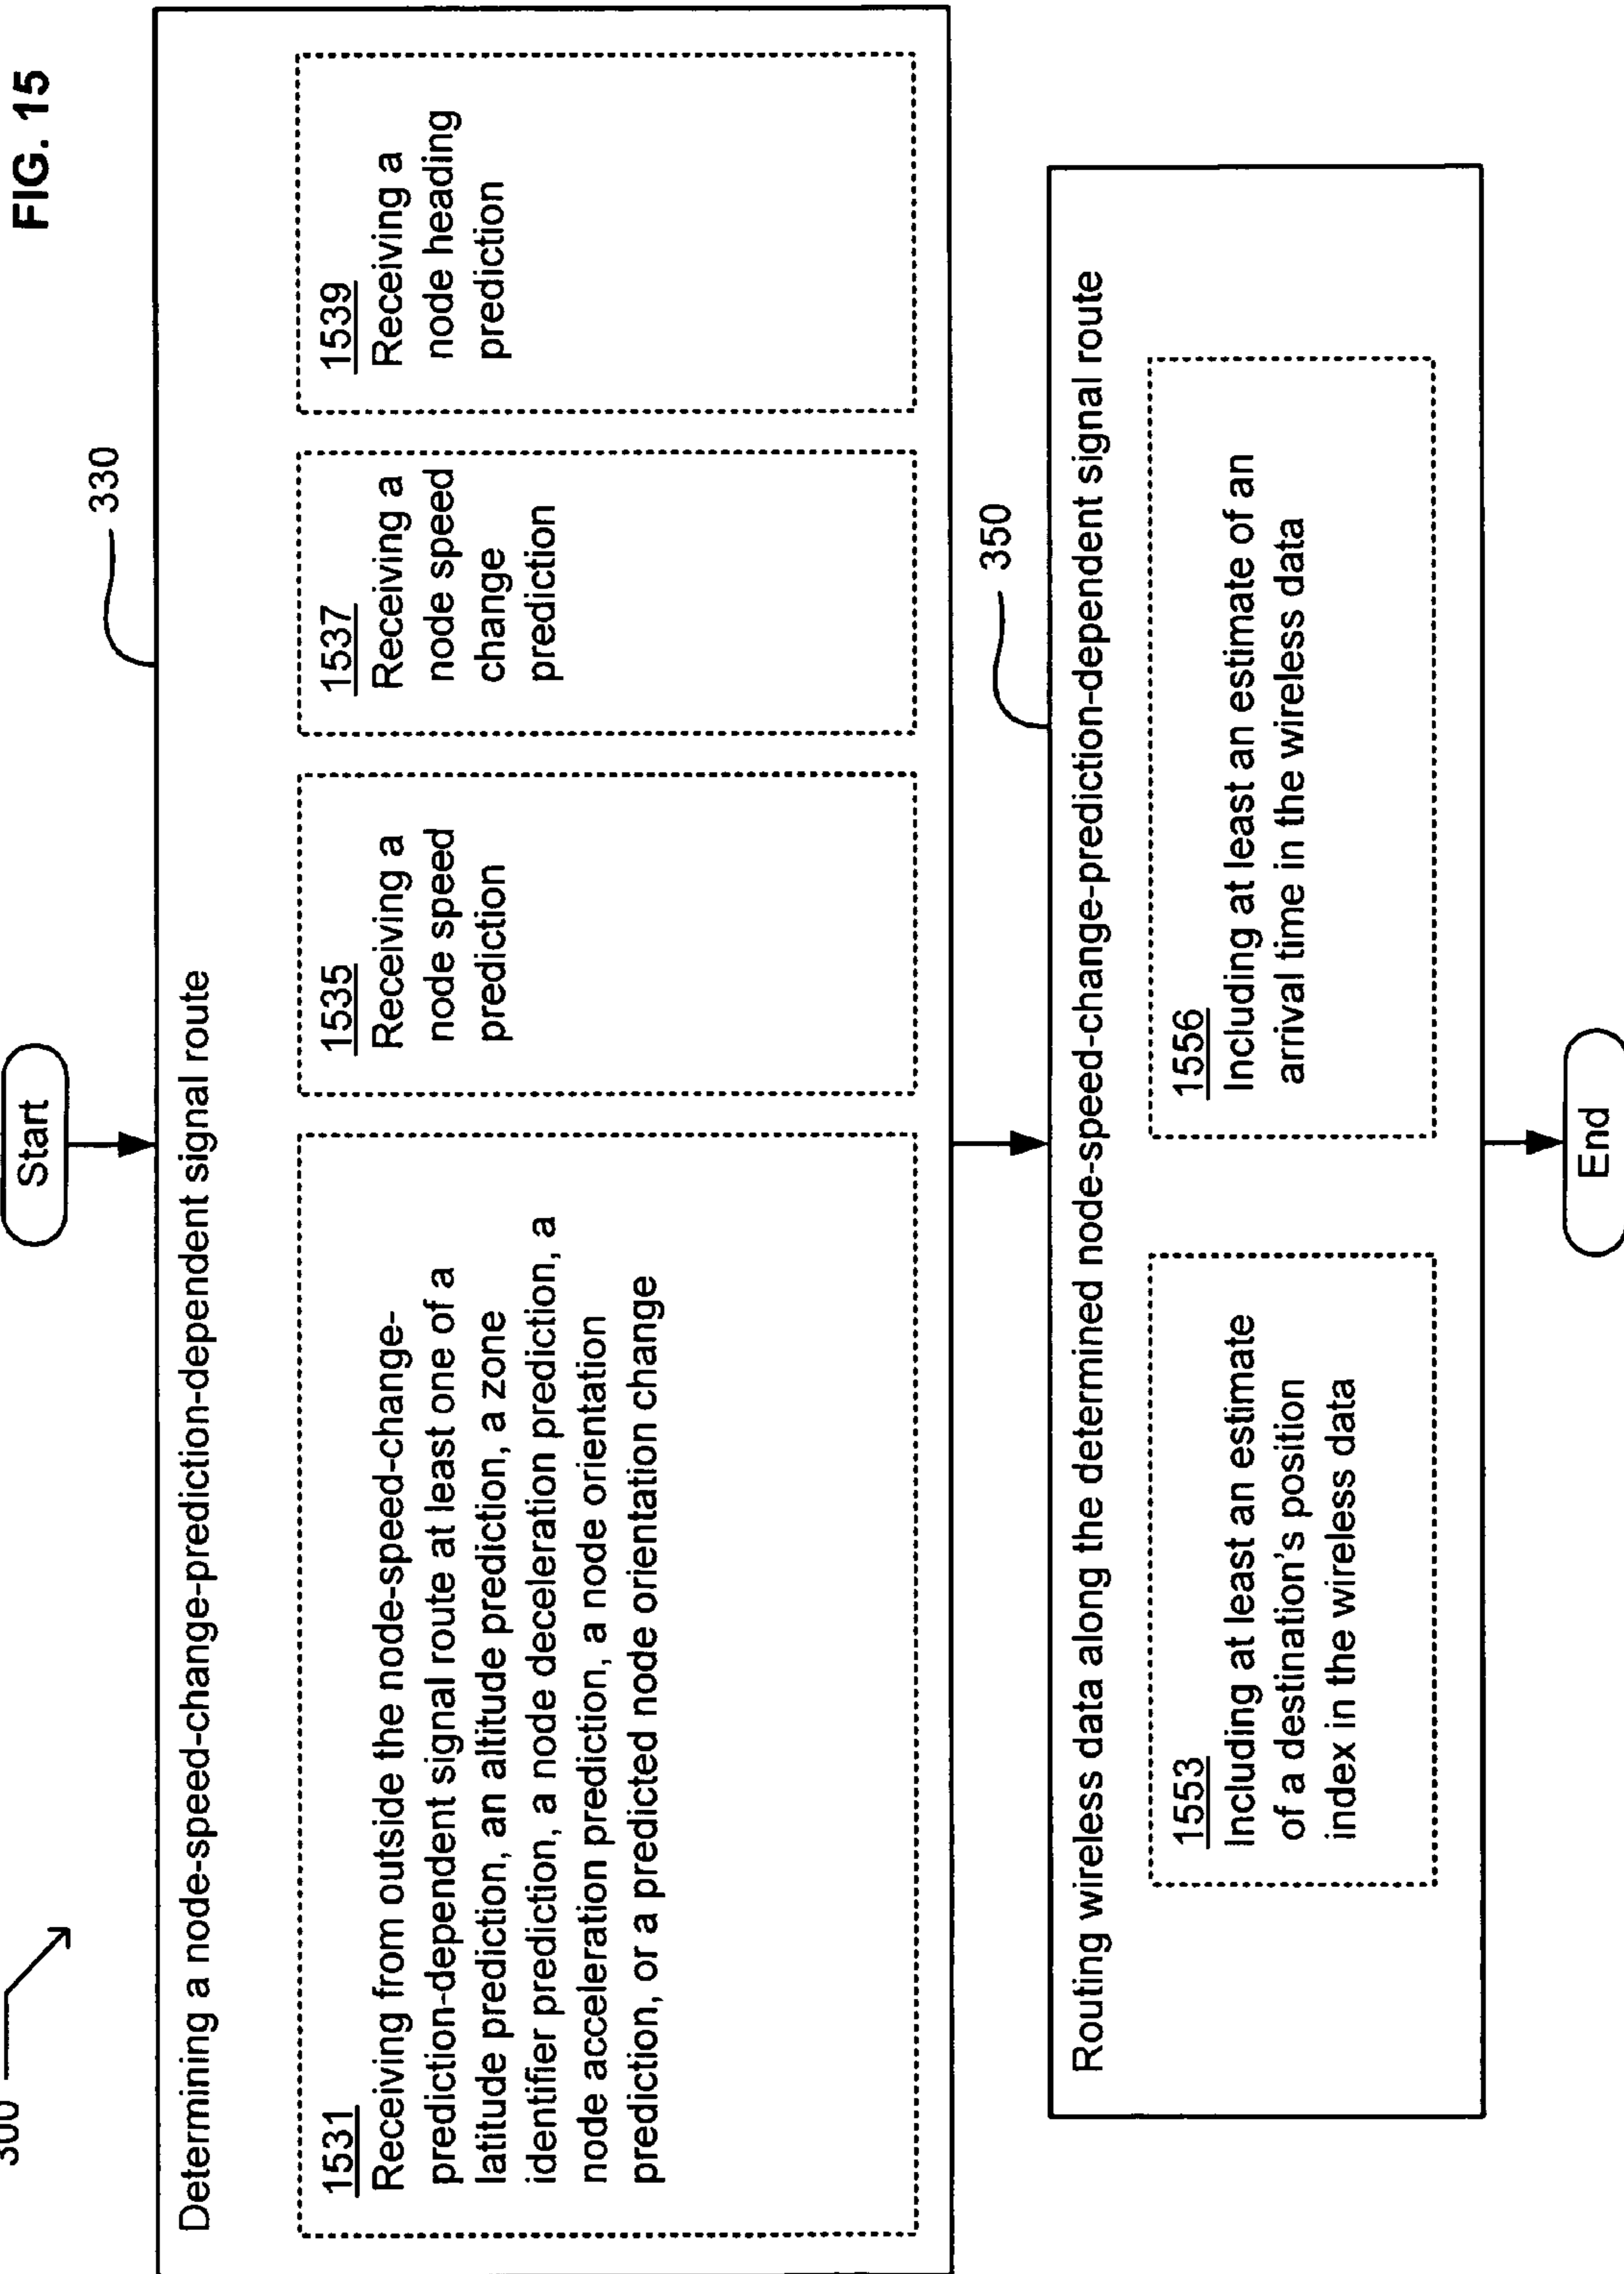 FIG. 15
300
Start
330
Determining a node-speed-change-prediction-dependent signal route
1531
Receiving from outside the node-speed-change-
prediction-dependent signal route at least one of a
latitude prediction, an altitude prediction, a zone
identifier prediction, a node deceleration prediction, a
node acceleration prediction, a node orientation
prediction, or a predicted node orientation change
1535
Receiving a
node speed
prediction
1537
Receiving a
node speed
change
prediction
1539
Receiving a
node heading
prediction
350
Routing wireless data along the determined node-speed-change-prediction-dependent signal route
1553
Including at least an estimate
of a destination's position
index in the wireless data
1556
Including at least an estimate of an
arrival time in the wireless data
End